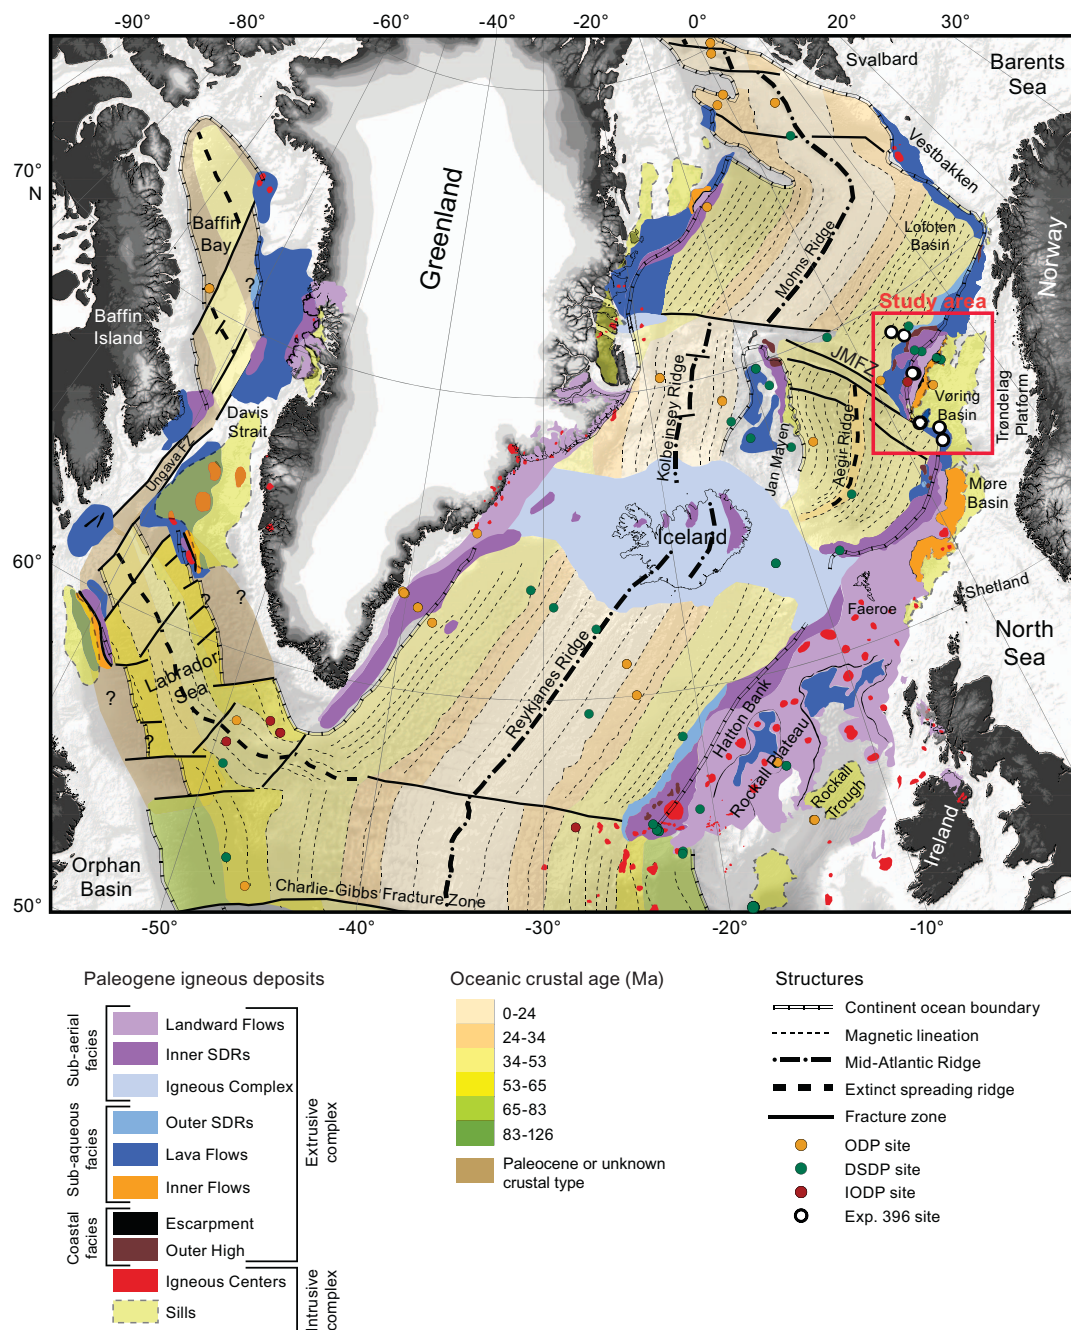 -90°
-80°
-60°
-40°
-20°
0°
20°
30°
Svalbard
Barents
Sea
Vestbakken
70°
N
Greenland
Baffin
Bay
?
Baffin
Island
Mohns Ridge
Lofoten
Basin
Norway
Study area
JMFZ
Kolbeinsey Ridge
Jan Mayen
Aegir Ridge
Vøring
Basin
Trøndelag
Platform
Davis
Strait
Ungava FZ
Møre
Basin
60°
Iceland
Shetland
Faeroe
North
Sea
?
?
Labrador
Sea
?
?
Reykjanes Ridge
Hatton Bank
Rockall Plateau
Rockall
Trough
Ireland
Orphan
Basin
Charlie-Gibbs Fracture Zone
50°
-50°
-40°
-30°
-20°
-10°
Paleogene igneous deposits
Sub-aerial
facies
Landward Flows
Inner SDRs
Igneous Complex
Sub-aqueous
facies
Outer SDRs
Lava Flows
Inner Flows
Coastal
facies
Escarpment
Outer High
Extrusive
complex
Igneous Centers
Sills
Intrusive
complex
Oceanic crustal age (Ma)
0-24
24-34
34-53
53-65
65-83
83-126
Paleocene or unknown
crustal type
Structures
Continent ocean boundary
Magnetic lineation
Mid-Atlantic Ridge
Extinct spreading ridge
Fracture zone
ODP site
DSDP site
IODP site
Exp. 396 site